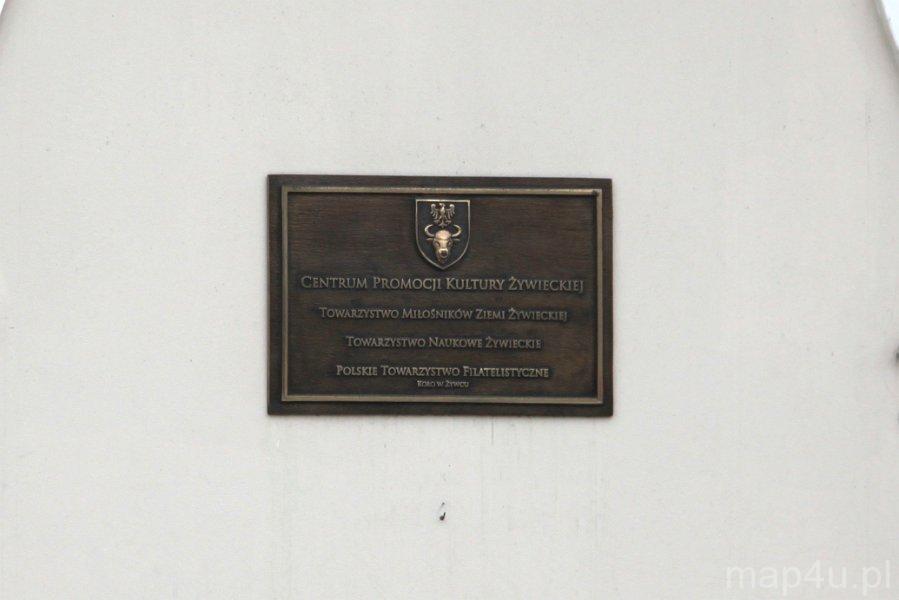 CENTRUM PROMOCJI KULTURY ŻYWIECKIEJ
TOWARZYSTWO MIŁOŚNIKÓW ZIEMI ŻYWIECKIEJ
TOWARZYSTWO NAUKOWE ŻYWIECKIE
POLSKIE TOWARZYSTWO FILATELISTYCZNE
KOŁO W ŻYWCU
map4u.pl